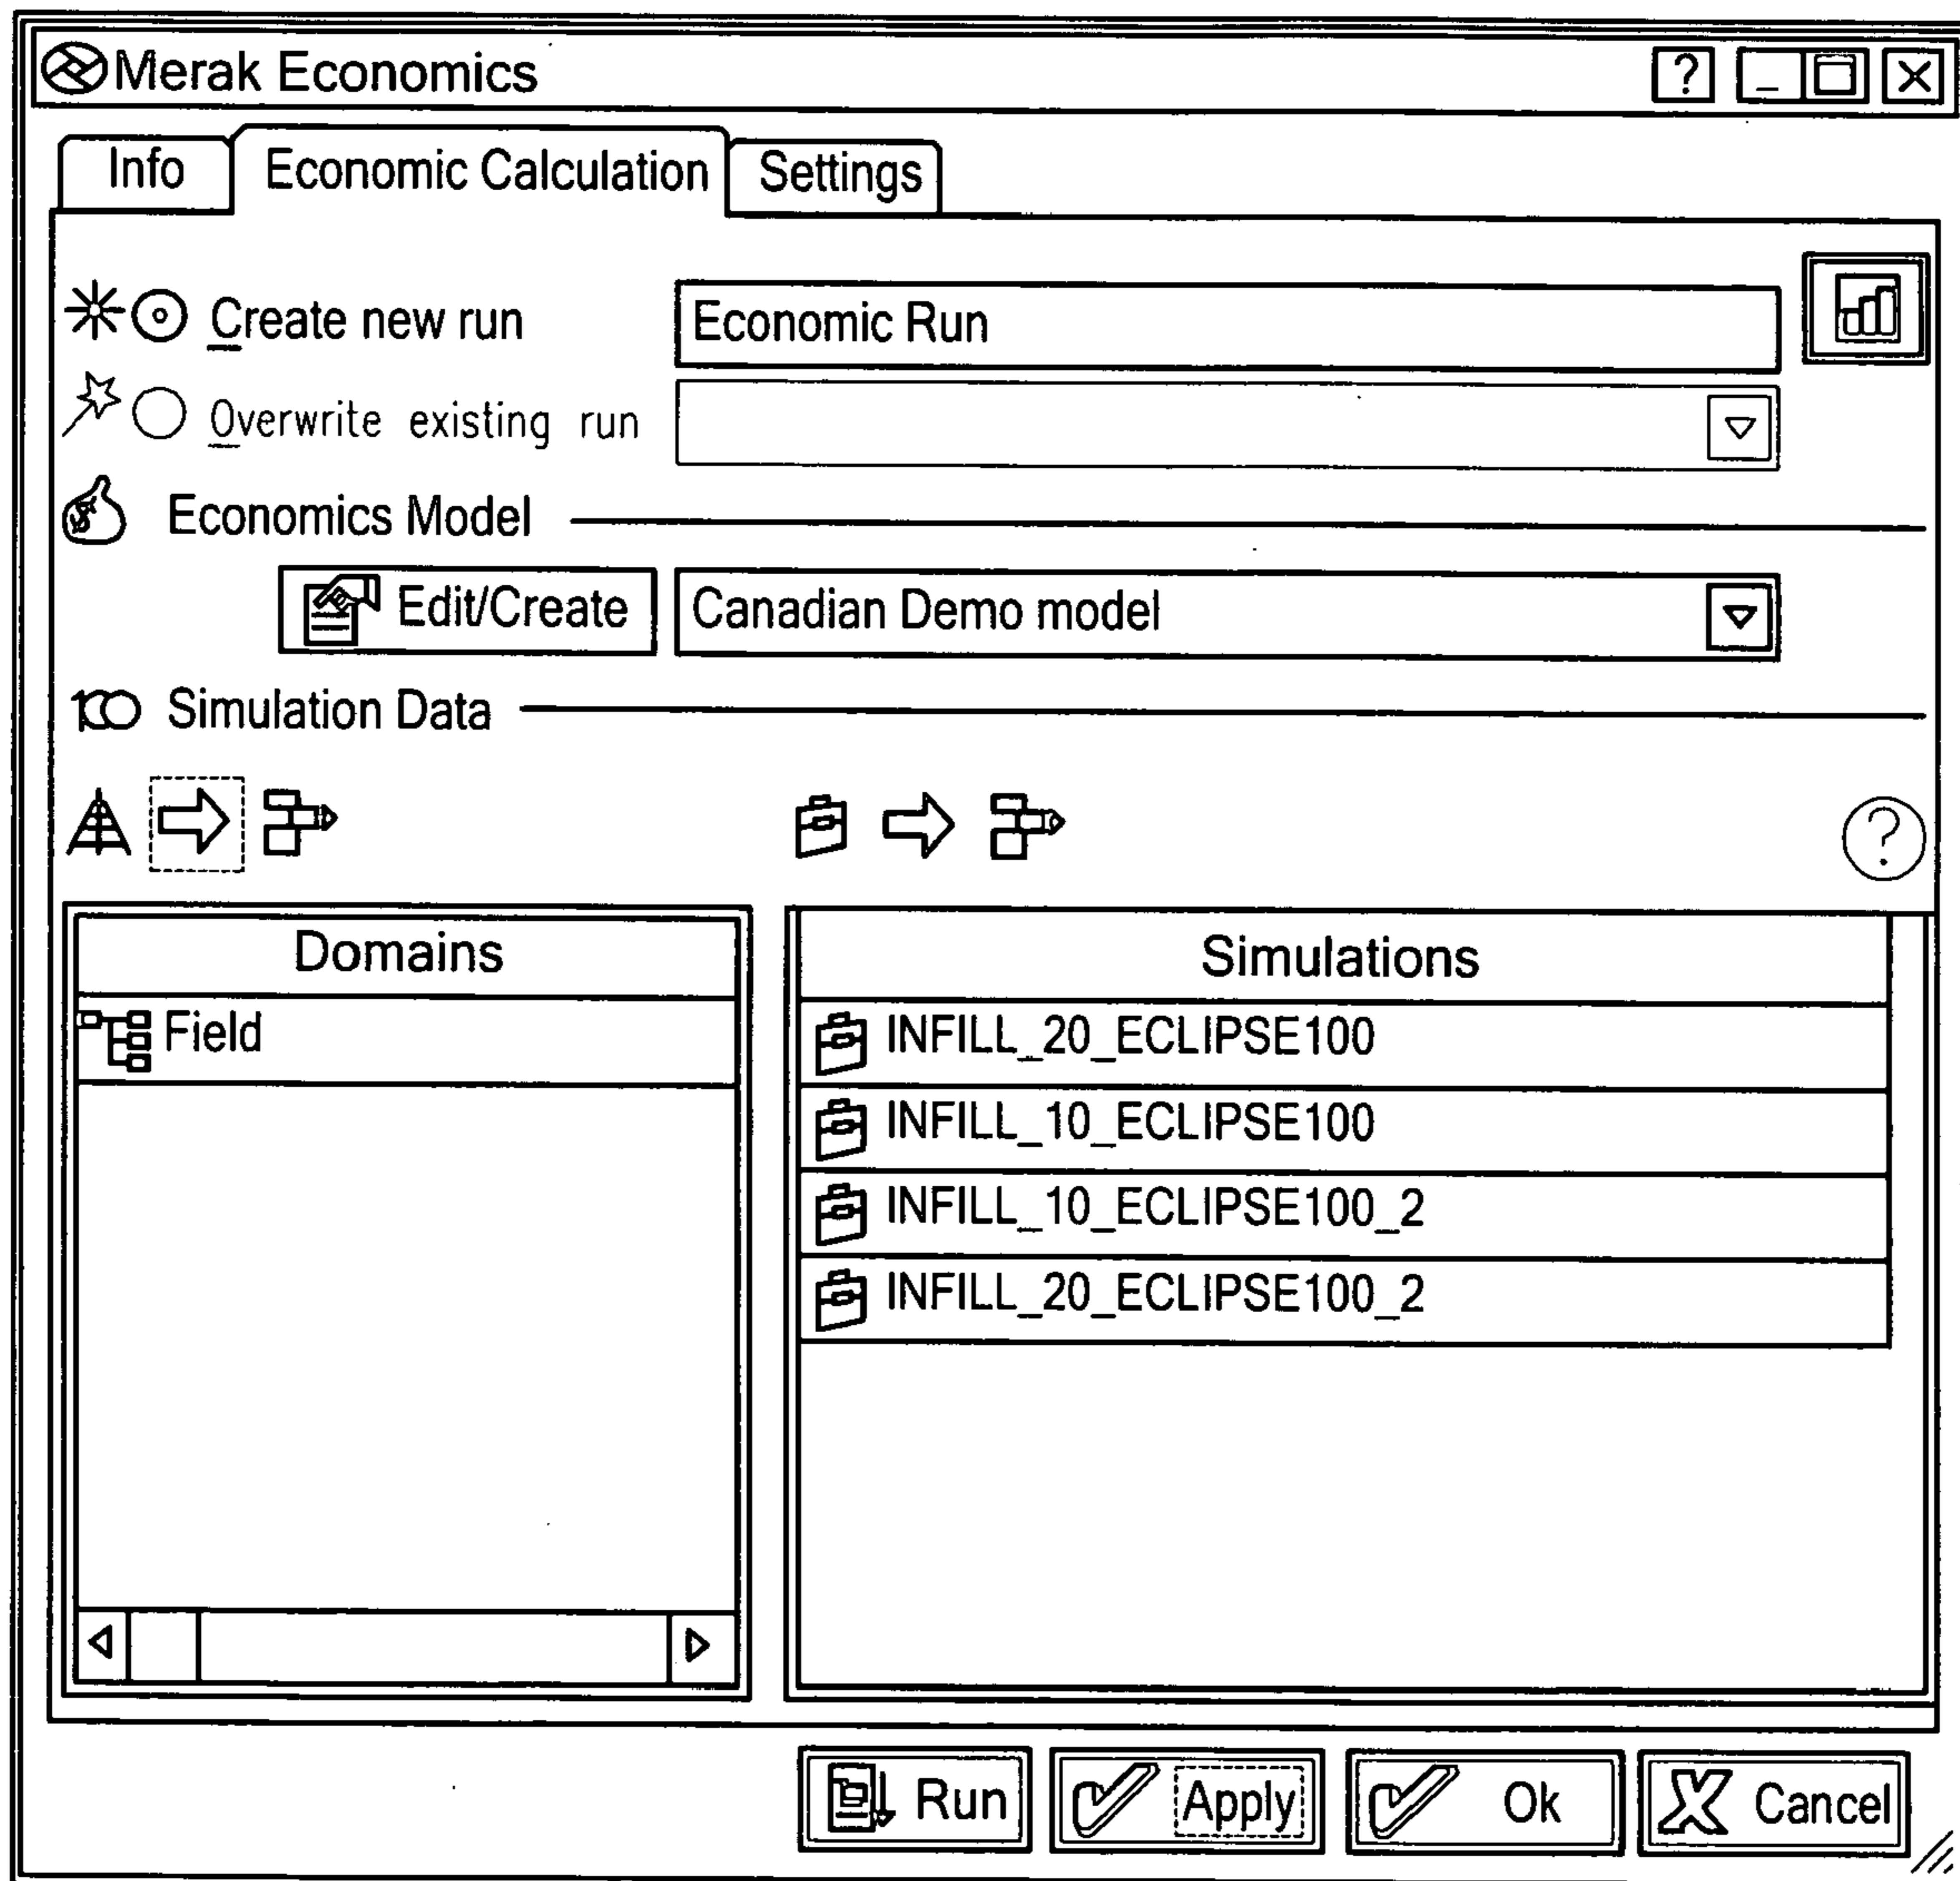 Merak Economics
Info Economic Calculation Settings
Create new run Economic Run
Overwrite existing run
Economics Model
Edit/Create Canadian Demo model
Simulation Data
Domains
Field
Simulations
INFILL_20_ECLIPSE100
INFILL_10_ECLIPSE100
INFILL_10_ECLIPSE100_2
INFILL_20_ECLIPSE100_2
Run Apply Ok Cancel